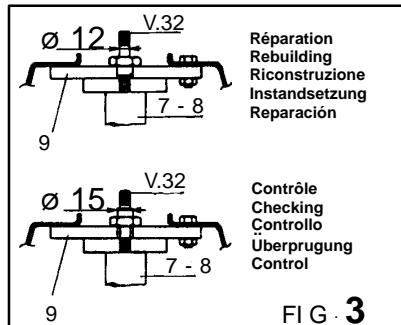 V.32
Ø 12
7 - 8
9
Réparation
Rebuilding
Riconstruzione
Instandsetzung
Reparación
V.32
Ø 15
7 - 8
9
Contrôle
Checking
Controllo
Überprugung
Control
FIG. 3